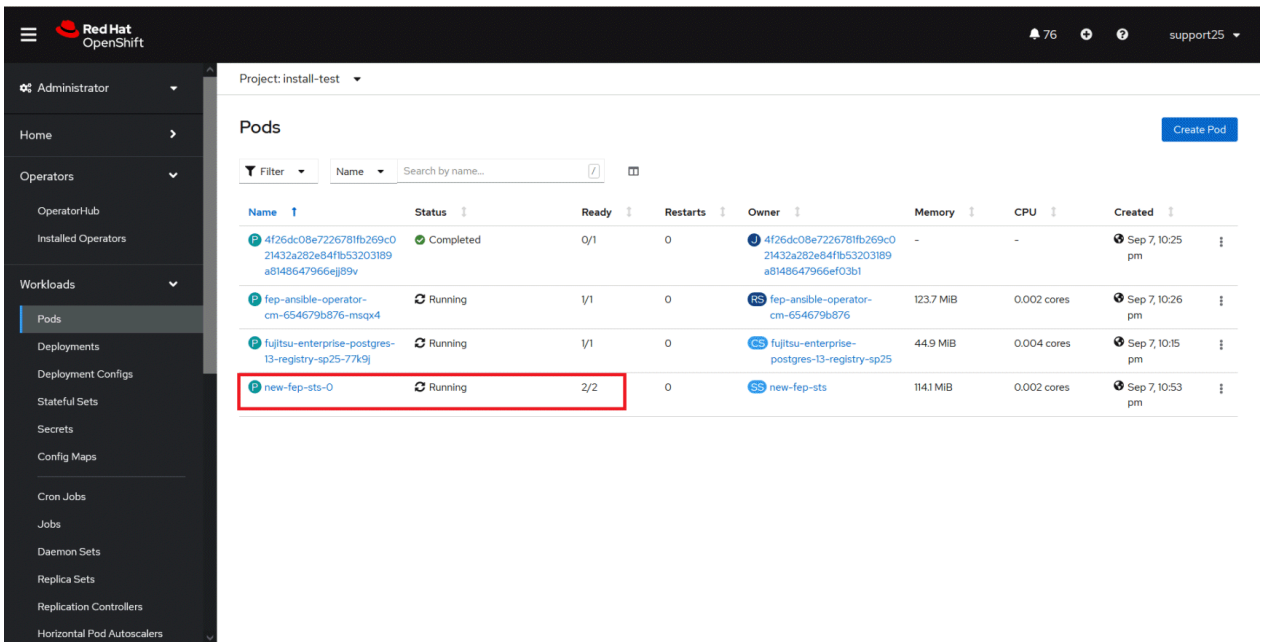 Red Hat
OpenShift
76
support25
Administrator
Home
Operators
OperatorHub
Installed Operators
Workloads
Pods
Deployments
Deployment Configs
Stateful Sets
Secrets
Config Maps
Cron Jobs
Jobs
Daemon Sets
Replica Sets
Replication Controllers
Horizontal Pod Autoscalers
Project: install-test
Pods
Create Pod
Filter Name Search by name... /
Name Status Ready Restarts Owner Memory CPU Created
P 4f26dc08e7226781fb269c0 Completed 0/1 0 J 4f26dc08e7226781fb269c0 - - Sep 7, 10:25
21432a282e84f1b53203189 21432a282e84f1b53203189 pm
a8148647966ejj89v a8148647966ef03b1
P fep-ansible-operator- Running 1/1 0 RS fep-ansible-operator- 123.7 MiB 0.002 cores Sep 7, 10:26
cm-654679b876-msqx4 cm-654679b876 pm
P fujitsu-enterprise-postgres- Running 1/1 0 CS fujitsu-enterprise- 44.9 MiB 0.004 cores Sep 7, 10:15
13-registry-sp25-77k9j postgres-13-registry-sp25 pm
P new-fep-sts-0 Running 2/2 0 SS new-fep-sts 114.1 MiB 0.002 cores Sep 7, 10:53
pm